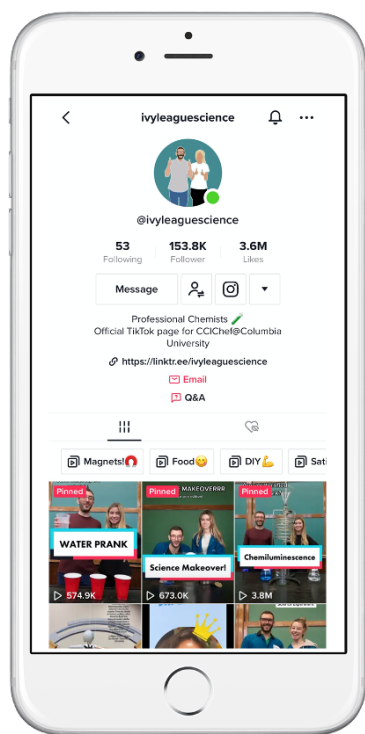 ivyleaguescience
@ivyleaguescience
53
153.8K
3.6M
Following
Follower
Likes
Message
Professional Chemists
Official TikTok page for CCIChef@Columbia
University
https://linktr.ee/ivyleaguescience
Email
Q&A
Magnets!
Food
DIY
Sati
Pinned
Pinned
MAKEOVERRR
Pinned
WATER PRANK
Science Makeover!
Chemiluminescence
574.9K
673.0K
3.8M